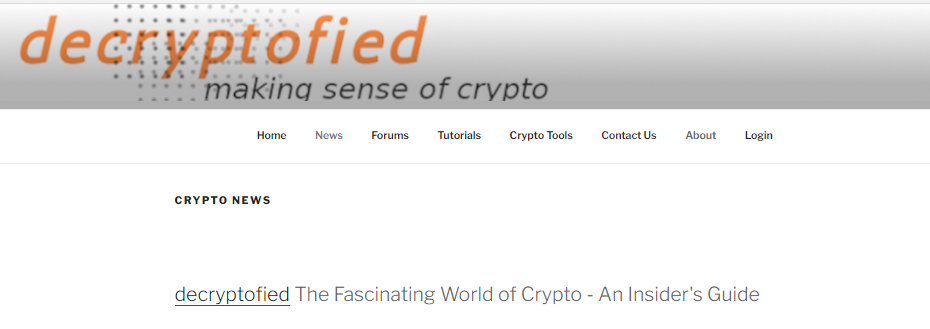 decryptofied
making sense of crypto
Home News Forums Tutorials Crypto Tools Contact Us About Login
CRYPTO NEWS
decryptofied The Fascinating World of Crypto - An Insider's Guide